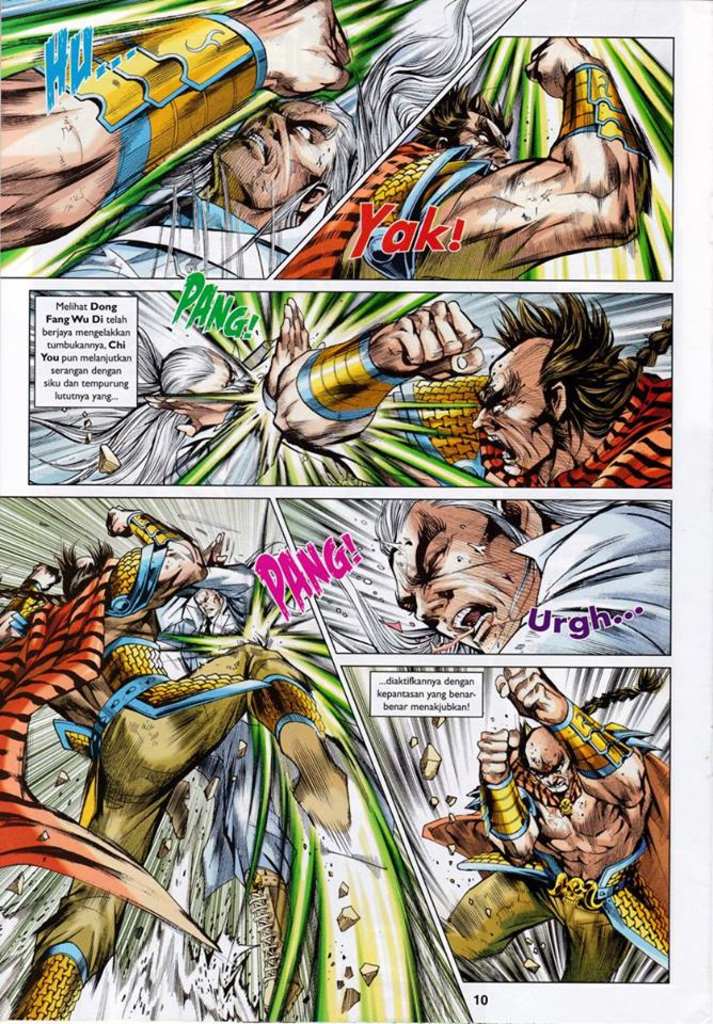 HU...
Yak!
Melihat Dong
Fang Wu Di telah
berjaya mengelakkan
tumbukannya, Chi
You pun melanjutkan
serangan dengan
siku dan tempurung
lututnya yang...
PANG!
PANG!
Urgh...
...diaktifkannya dengan
kepantasan yang benar-
benar menakjubkan!
10